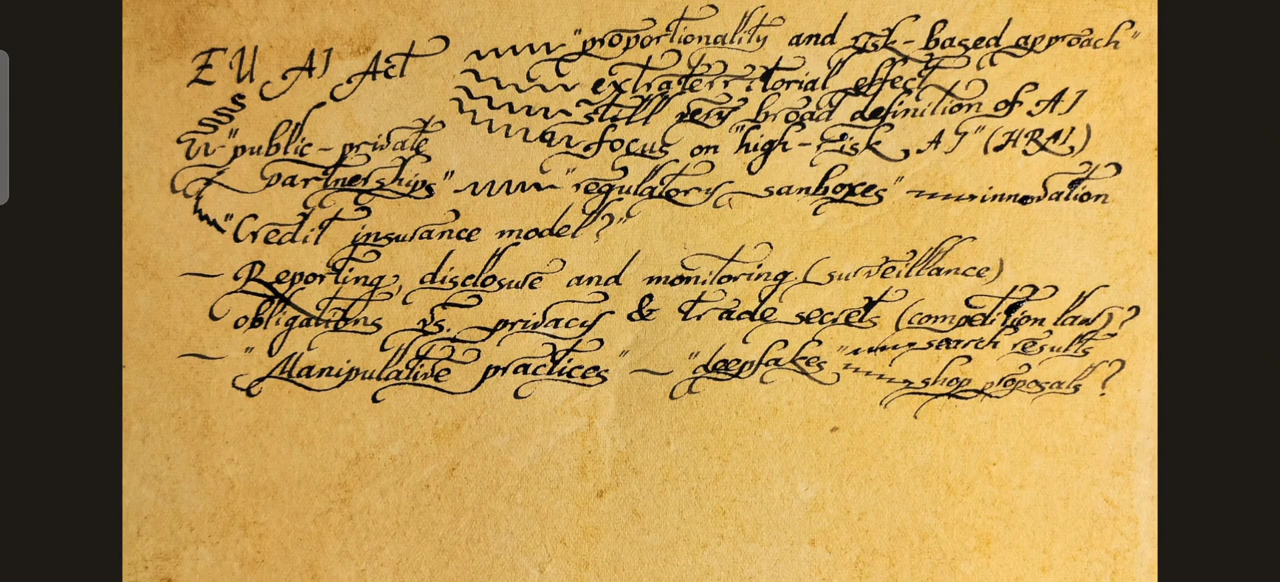 EU AI Act "proportionality and risk-based approach"
extraterritorial effect
still very broad definition of AI
focus on "high-risk AI" (HRAI)
"public-private
partnerships" "regulatory sanboxes" innovation
"Credit insurance model?"
— Reporting, disclosure and monitoring (surveillance)
obligations vs. privacy & trade secrets (competition law)?
— "Manipulative practices" — "deepfakes" search results
shop proposals?